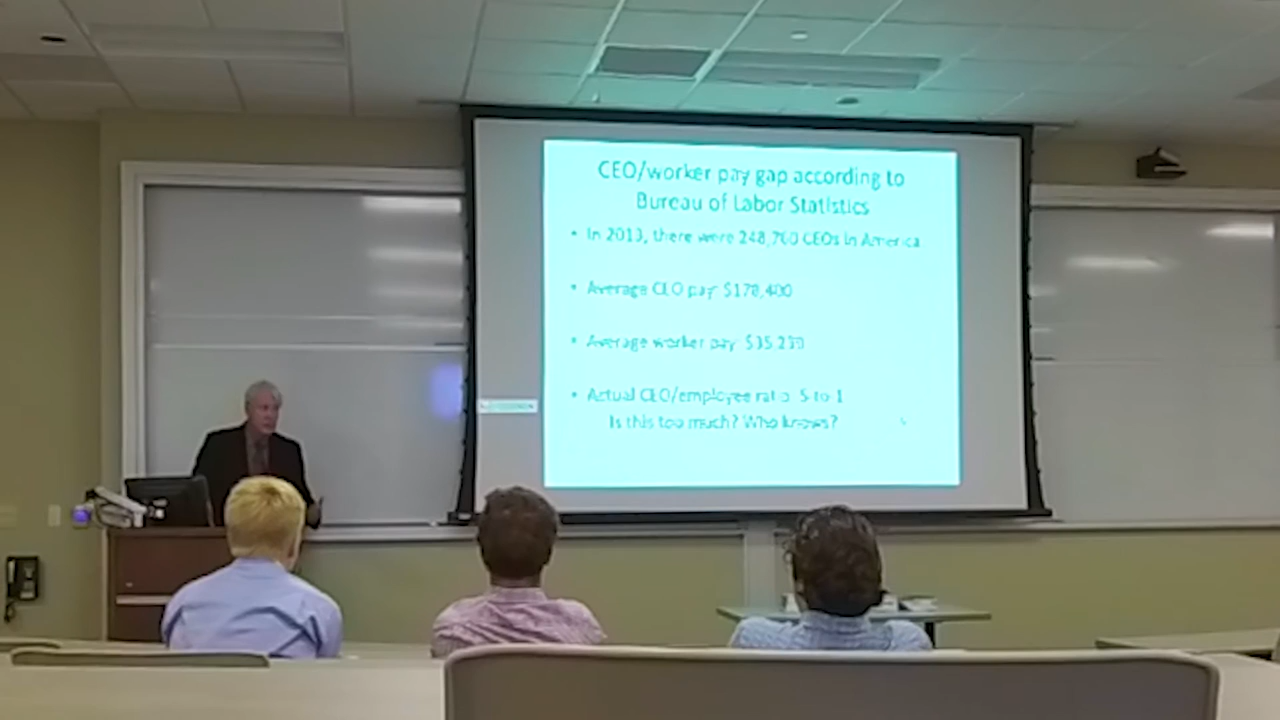 CEO/worker pay gap according to
Bureau of Labor Statistics
• In 2013, there were 248,760 CEOs in America
• Average CEO pay: $178,400
• Average worker pay: $35,239
• Actual CEO/employee ratio: 5-to-1
Is this too much? Who knows?